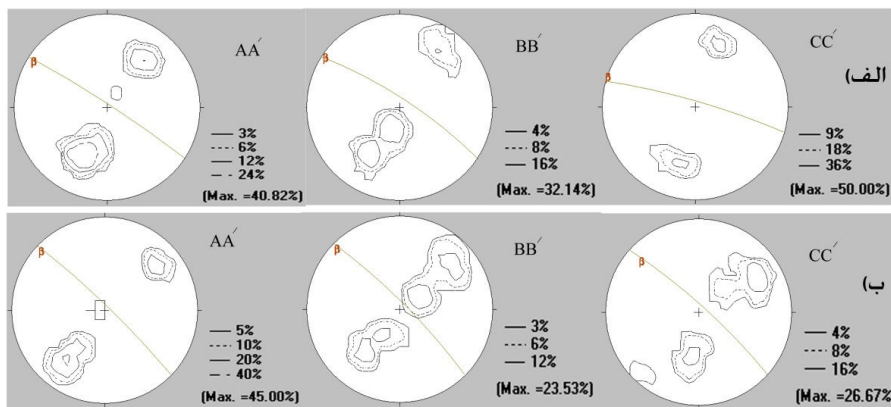 AA′
β
3%
6%
12%
24%
(Max. =40.82%)
BB′
β
4%
8%
16%
(Max. =32.14%)
CC′
β
9%
18%
36%
(Max. =50.00%)
الف)
AA′
β
5%
10%
20%
40%
(Max. =45.00%)
BB′
β
3%
6%
12%
(Max. =23.53%)
CC′
β
4%
8%
16%
(Max. =26.67%)
ب)